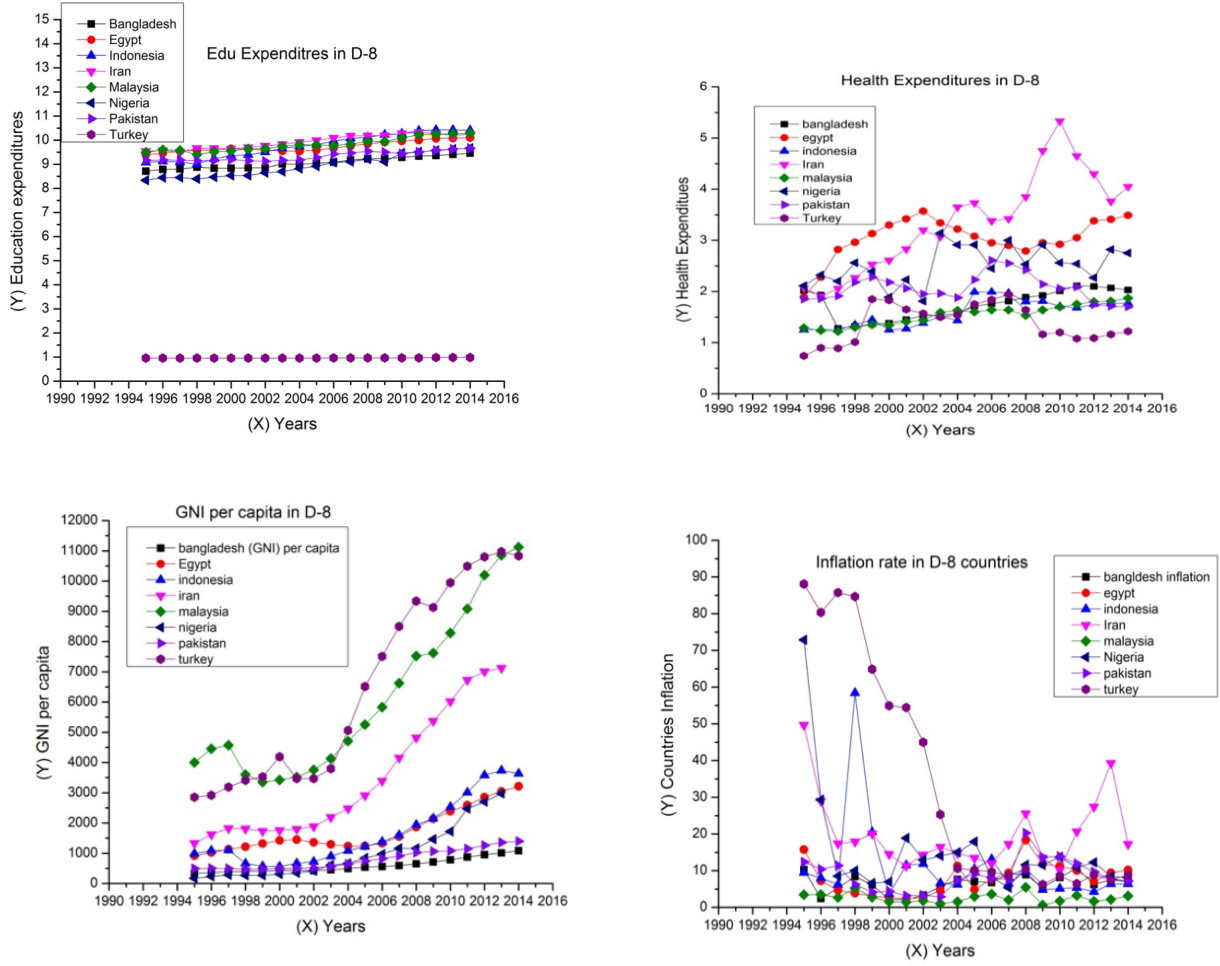 Edu Expenditres in D-8
Bangladesh
Egypt
Indonesia
Iran
Malaysia
Nigeria
Pakistan
Turkey
(Y) Education expenditures
15
14
13
12
11
10
9
8
7
6
5
4
3
2
1
0
1990 1992 1994 1996 1998 2000 2002 2004 2006 2008 2010 2012 2014 2016
(X) Years
Health Expenditures in D-8
bangladesh
egypt
indonesia
Iran
malaysia
nigeria
pakistan
Turkey
(Y) Health Expenditues
6
5
4
3
2
1
0
1990 1992 1994 1996 1998 2000 2002 2004 2006 2008 2010 2012 2014 2016
(X) Years
GNI per capita in D-8
bangladesh (GNI) per capita
Egypt
indonesia
iran
malaysia
nigeria
pakistan
turkey
(Y) GNI per capita
12000
11000
10000
9000
8000
7000
6000
5000
4000
3000
2000
1000
0
1990 1992 1994 1996 1998 2000 2002 2004 2006 2008 2010 2012 2014 2016
(X) Years
Inflation rate in D-8 countries
bangldesh inflation
egypt
indonesia
Iran
malaysia
Nigeria
pakistan
turkey
(Y) Countries Inflation
100
90
80
70
60
50
40
30
20
10
0
1990 1992 1994 1996 1998 2000 2002 2004 2006 2008 2010 2012 2014 2016
(X) Years